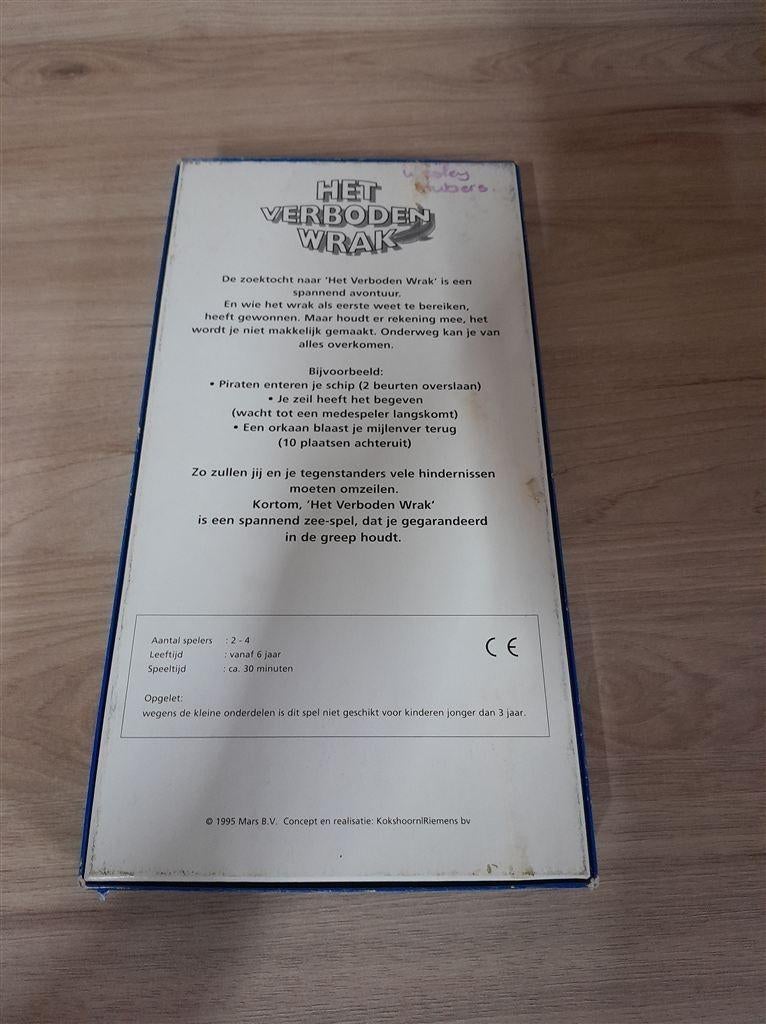 Wesley
HET
VERBODEN
WRAK
De zoektocht naar 'Het Verboden Wrak' is een
spannend avontuur.
En wie het wrak als eerste weet te bereiken,
heeft gewonnen. Maar houdt er rekening mee, het
wordt je niet makkelijk gemaakt. Onderweg kan je van
alles overkomen.
Bijvoorbeeld:
• Piraten enteren je schip (2 beurten overslaan)
• Je zeil heeft het begeven
(wacht tot een medespeler langskomt)
• Een orkaan blaast je mijlenver terug
(10 plaatsen achteruit)
Zo zullen jij en je tegenstanders vele hindernissen
moeten omzeilen.
Kortom, 'Het Verboden Wrak'
is een spannend zee-spel, dat je gegarandeerd
in de greep houdt.
Aantal spelers : 2 - 4
Leeftijd : vanaf 6 jaar
Speeltijd : ca. 30 minuten
CE
Opgelet:
wegens de kleine onderdelen is dit spel niet geschikt voor kinderen jonger dan 3 jaar.
© 1995 Mars B.V. Concept en realisatie: Kokshoorn|Riemens bv